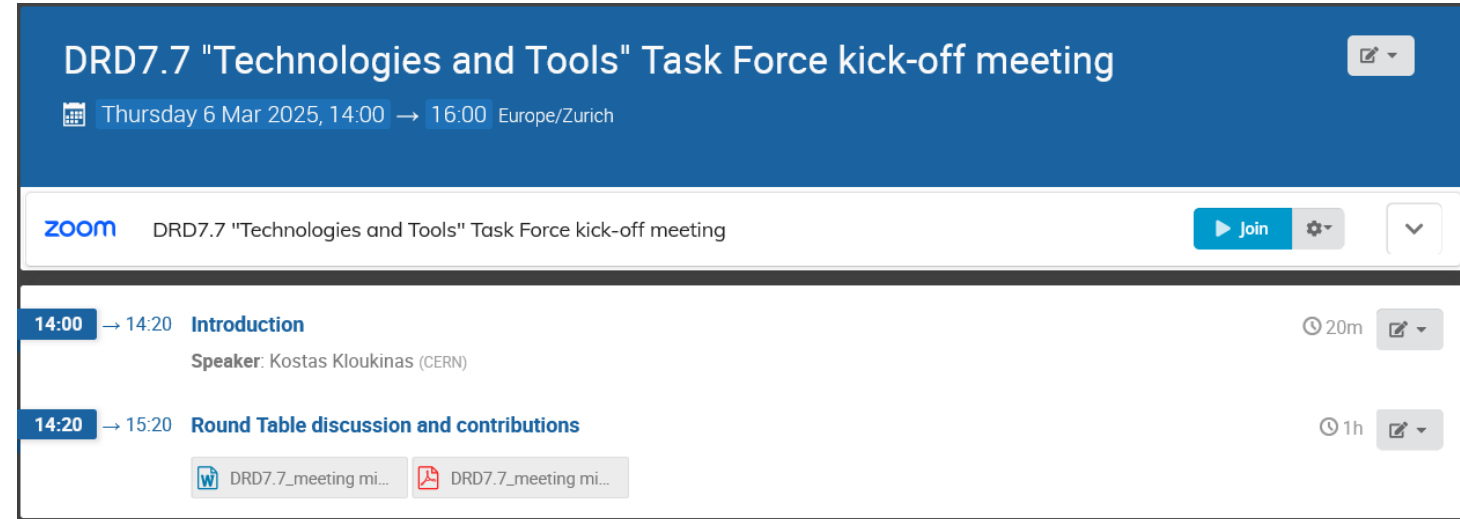 DRD7.7 "Technologies and Tools" Task Force kick-off meeting
Thursday 6 Mar 2025, 14:00 → 16:00 Europe/Zurich
zoom DRD7.7 "Technologies and Tools" Task Force kick-off meeting Join
14:00 → 14:20 Introduction 20m
Speaker: Kostas Kloukinas (CERN)
14:20 → 15:20 Round Table discussion and contributions 1h
DRD7.7_meeting mi... DRD7.7_meeting mi...